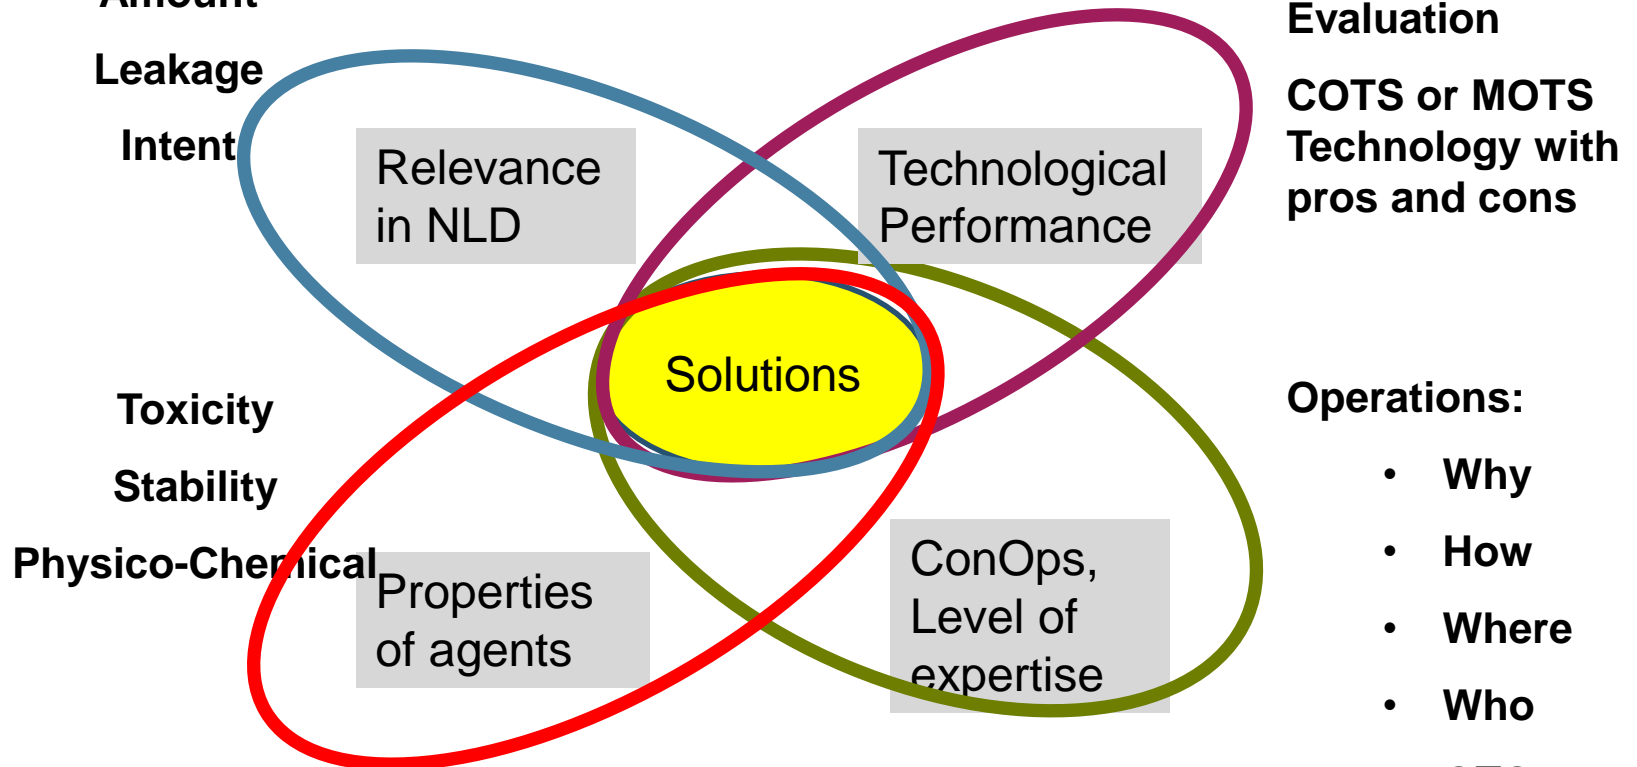 Amount
Leakage
Intent
Relevance
in NLD
Technological
Performance
Evaluation
COTS or MOTS
Technology with
pros and cons
Solutions
Toxicity
Stability
Physico-Chemical
Properties
of agents
ConOps,
Level of
expertise
Operations:
• Why
• How
• Where
• Who